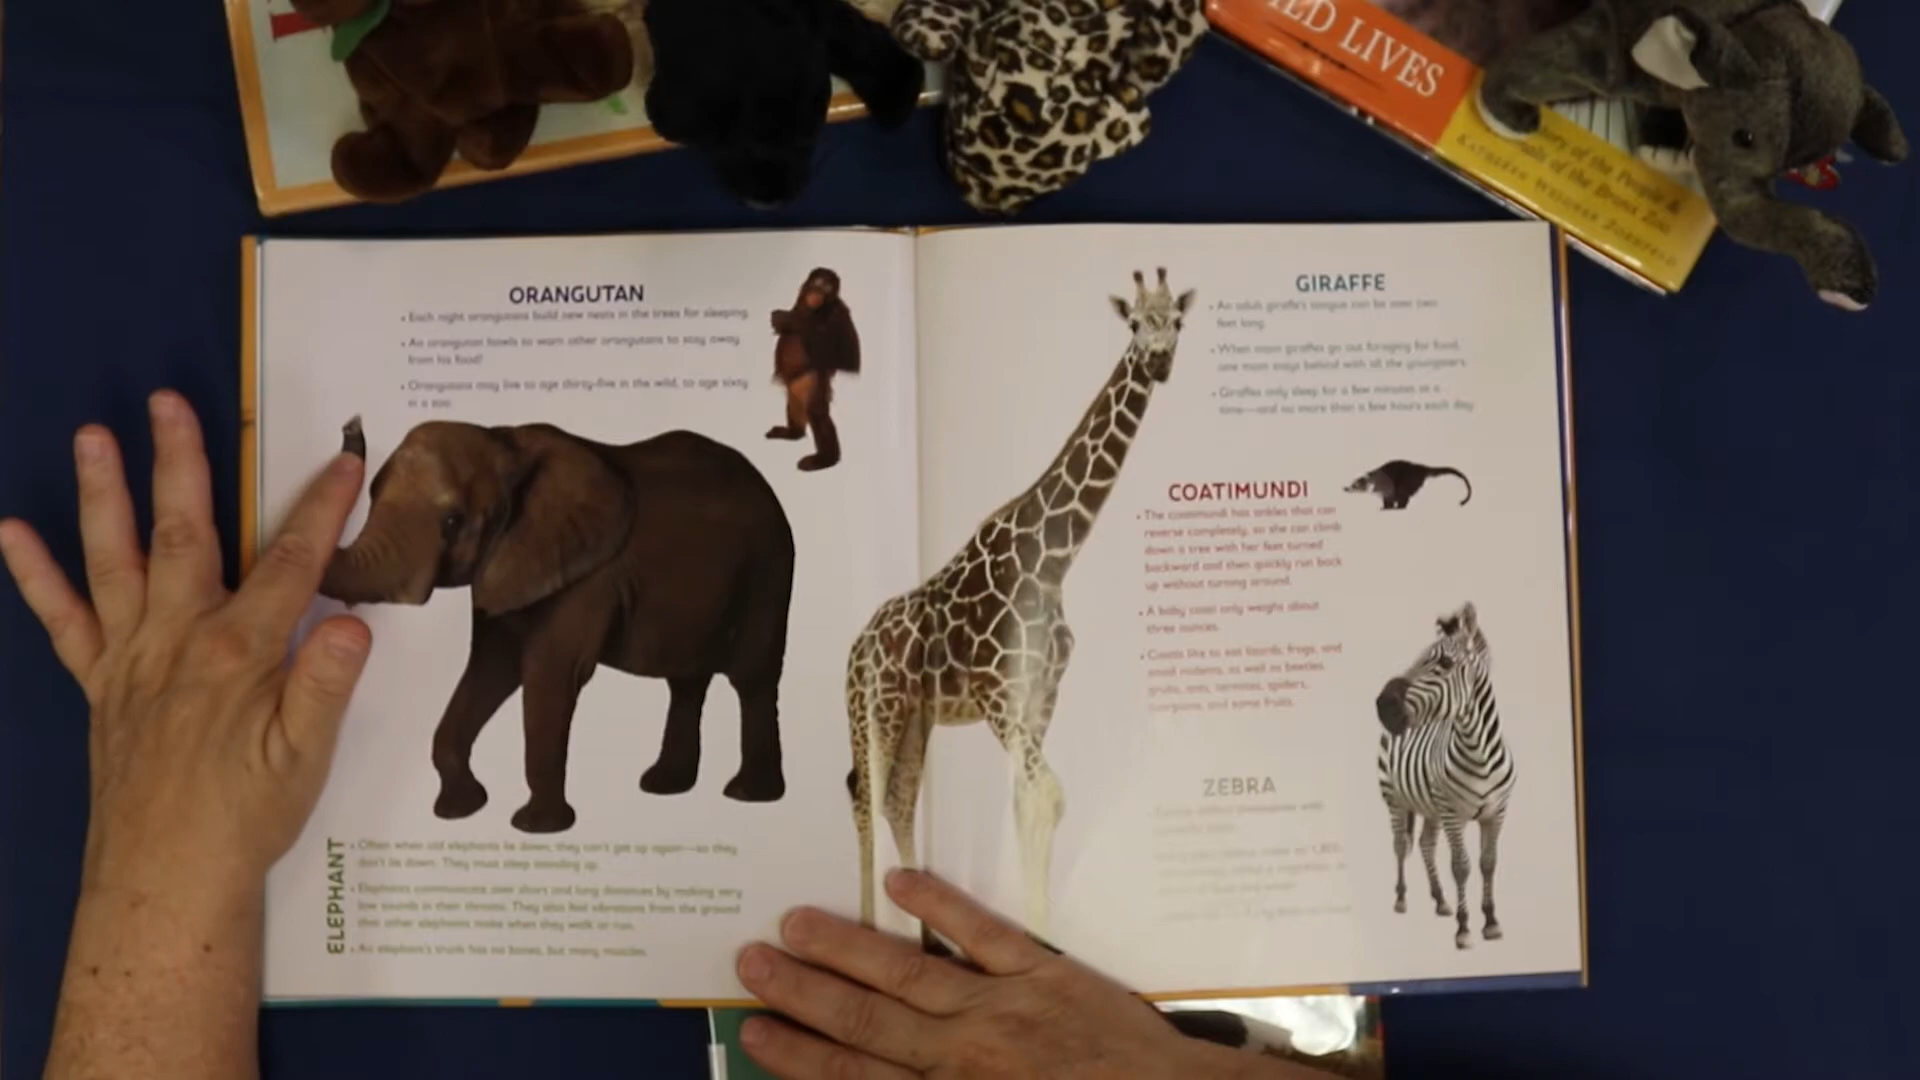 ED LIVES
KATHLEEN WEIDNER ZOEHFELD
ORANGUTAN
• Each night orangutans build new nests in the trees for sleeping.
• An orangutan howls to warn other orangutans to stay away
from his food!
• Orangutans may live to age thirty-five in the wild, to age sixty
in a zoo.
ELEPHANT
• Often when old elephants lie down, they can't get up again—so they
don't lie down. They must sleep standing up.
• Elephants communicate over short and long distances by making very
low sounds in their throats. They also feel vibrations from the ground
that other elephants make when they walk or run.
• An elephant's trunk has no bones, but many muscles.
GIRAFFE
• An adult giraffe's tongue can be over two
feet long.
• When mom giraffes go out foraging for food,
one mom stays behind with all the youngsters.
• Giraffes only sleep for a few minutes at a
time—and no more than a few hours each day.
COATIMUNDI
• The coatimundi has ankles that can
reverse completely, so she can climb
down a tree with her feet turned
backward and then quickly run back
up without turning around.
• A baby coati only weighs about
three ounces.
• Coatis like to eat lizards, frogs, and
small rodents, as well as beetles,
grubs, ants, termites, spiders,
scorpions, and some fruits.
ZEBRA